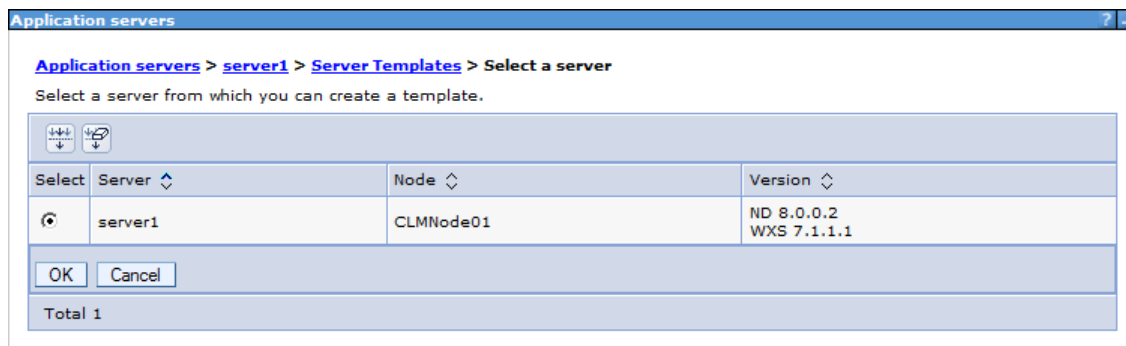 Application servers ? -
Application servers > server1 > Server Templates > Select a server
Select a server from which you can create a template.
Select Server Node Version
server1 CLMNode01 ND 8.0.0.2
WXS 7.1.1.1
OK Cancel
Total 1